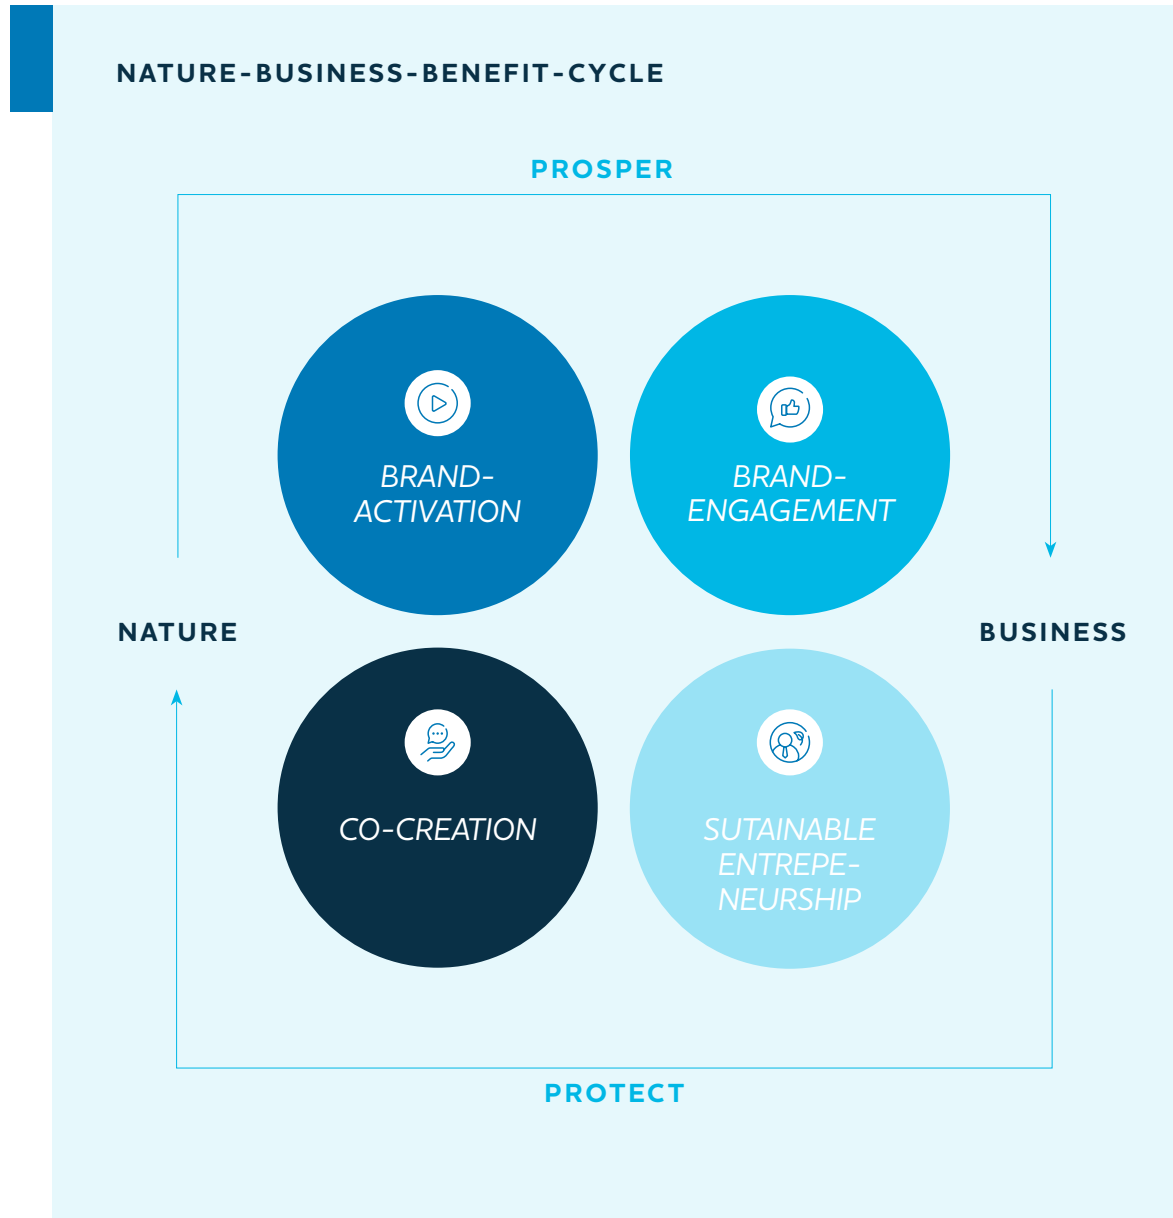 NATURE-BUSINESS-BENEFIT-CYCLE
PROSPER
BRAND-
ACTIVATION
BRAND-
ENGAGEMENT
NATURE
BUSINESS
CO-CREATION
SUTAINABLE
ENTREPE-
NEURSHIP
PROTECT